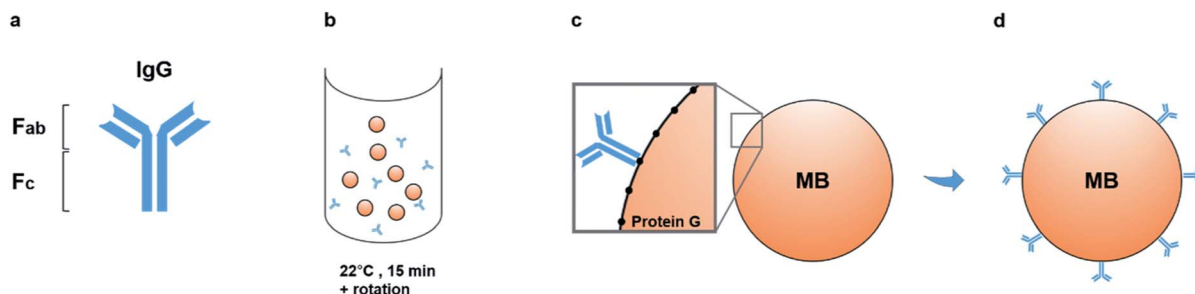 a
b
c
d
IgG
Fab
Fc
22°C , 15 min
+ rotation
Protein G
MB
MB